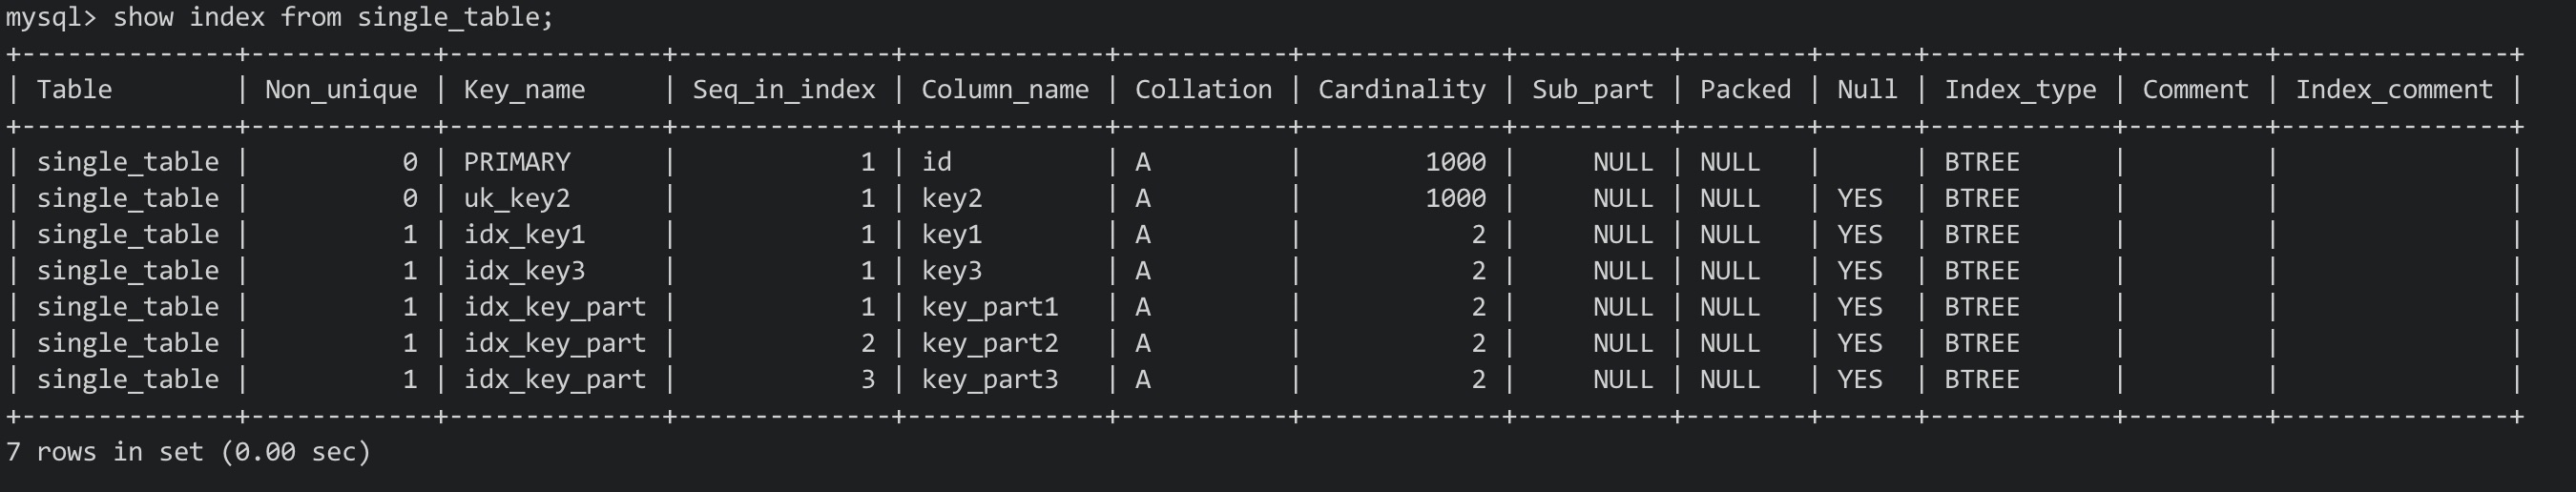 mysql> show index from single_table;
+--------------+------------+--------------+--------------+-------------+-----------+-------------+----------+--------+------+------------+---------+---------------+
| Table        | Non_unique | Key_name     | Seq_in_index | Column_name | Collation | Cardinality | Sub_part | Packed | Null | Index_type | Comment | Index_comment |
+--------------+------------+--------------+--------------+-------------+-----------+-------------+----------+--------+------+------------+---------+---------------+
| single_table |          0 | PRIMARY      |            1 | id          | A         |        1000 |     NULL | NULL   |      | BTREE      |         |               |
| single_table |          0 | uk_key2      |            1 | key2        | A         |        1000 |     NULL | NULL   | YES  | BTREE      |         |               |
| single_table |          1 | idx_key1     |            1 | key1        | A         |           2 |     NULL | NULL   | YES  | BTREE      |         |               |
| single_table |          1 | idx_key3     |            1 | key3        | A         |           2 |     NULL | NULL   | YES  | BTREE      |         |               |
| single_table |          1 | idx_key_part |            1 | key_part1   | A         |           2 |     NULL | NULL   | YES  | BTREE      |         |               |
| single_table |          1 | idx_key_part |            2 | key_part2   | A         |           2 |     NULL | NULL   | YES  | BTREE      |         |               |
| single_table |          1 | idx_key_part |            3 | key_part3   | A         |           2 |     NULL | NULL   | YES  | BTREE      |         |               |
+--------------+------------+--------------+--------------+-------------+-----------+-------------+----------+--------+------+------------+---------+---------------+
7 rows in set (0.00 sec)